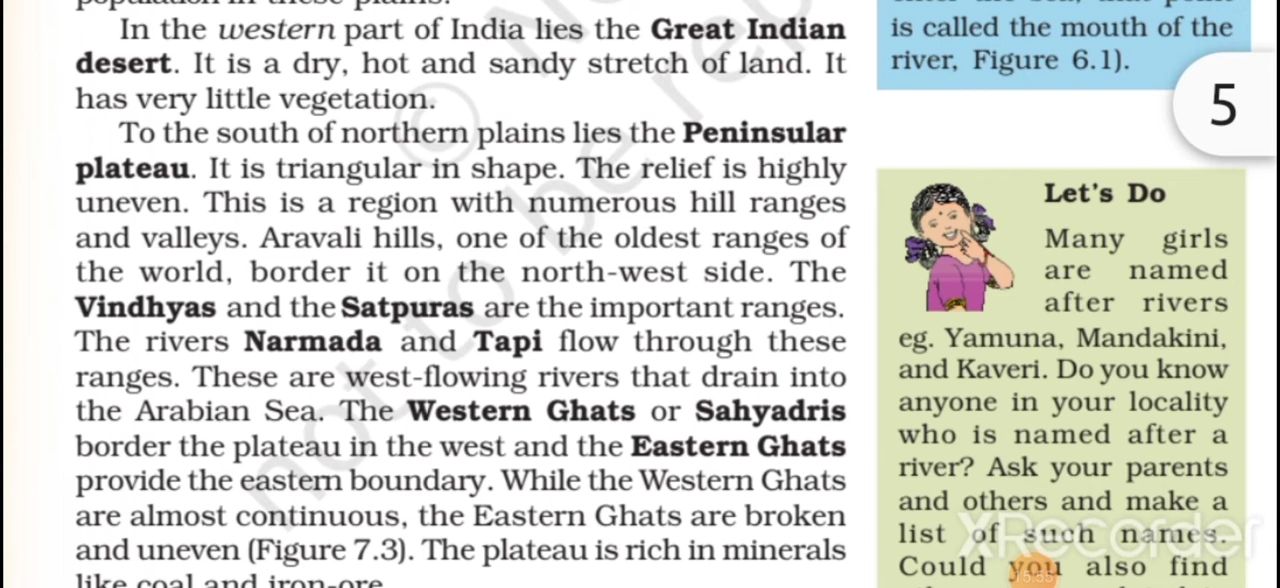 population in these plains.
In the western part of India lies the Great Indian
desert. It is a dry, hot and sandy stretch of land. It
has very little vegetation.
To the south of northern plains lies the Peninsular
plateau. It is triangular in shape. The relief is highly
uneven. This is a region with numerous hill ranges
and valleys. Aravali hills, one of the oldest ranges of
the world, border it on the north-west side. The
Vindhyas and the Satpuras are the important ranges.
The rivers Narmada and Tapi flow through these
ranges. These are west-flowing rivers that drain into
the Arabian Sea. The Western Ghats or Sahyadris
border the plateau in the west and the Eastern Ghats
provide the eastern boundary. While the Western Ghats
are almost continuous, the Eastern Ghats are broken
and uneven (Figure 7.3). The plateau is rich in minerals
like coal and iron-ore.
is called the mouth of the
river, Figure 6.1).
5
Let's Do
Many girls
are named
after rivers
eg. Yamuna, Mandakini,
and Kaveri. Do you know
anyone in your locality
who is named after a
river? Ask your parents
and others and make a
list of such names.
Could you also find
XRecorder
15:55
© 
not to be rep